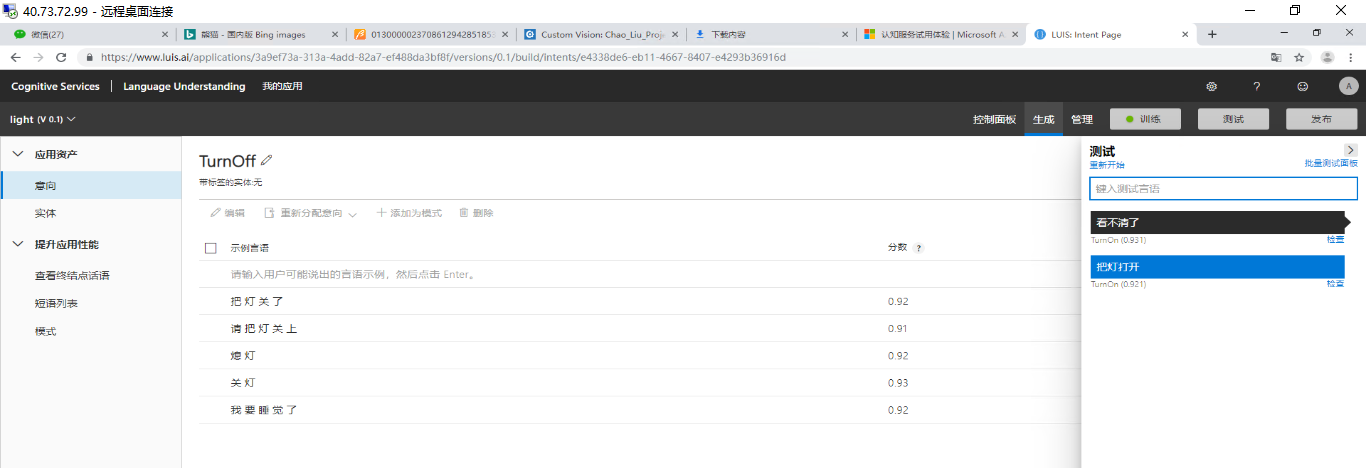 40.73.72.99 - 远程桌面连接
微信(27)
熊猫 - 国内版 Bing images
Custom Vision: Chao_Liu_Proje
下载内容
认知服务试用体验 | Microsoft A
LUIS: Intent Page
https://www.luis.ai/applications/3a9ef73a-313a-4add-82a7-ef488da3bf8f/versions/0.1/build/intents/e4338de6-eb11-4667-8407-e4293b36916d
Cognitive Services
Language Understanding
我的应用
A
light (V 0.1)
控制面板
生成
管理
训练
测试
发布
应用资产
意向
实体
提升应用性能
查看终结点话语
短语列表
模式
TurnOff
带标签的实体:无
编辑
重新分配意向
添加为模式
删除
示例言语
分数 ?
请输入用户可能说出的言语示例，然后点击 Enter。
把 灯 关 了 0.92
请 把 灯 关 上 0.91
熄 灯 0.92
关 灯 0.93
我 要 睡 觉 了 0.92
测试
重新开始
批量测试面板
键入测试言语
看不清了
TurnOn (0.931)
检查
把灯打开
TurnOn (0.921)
检查